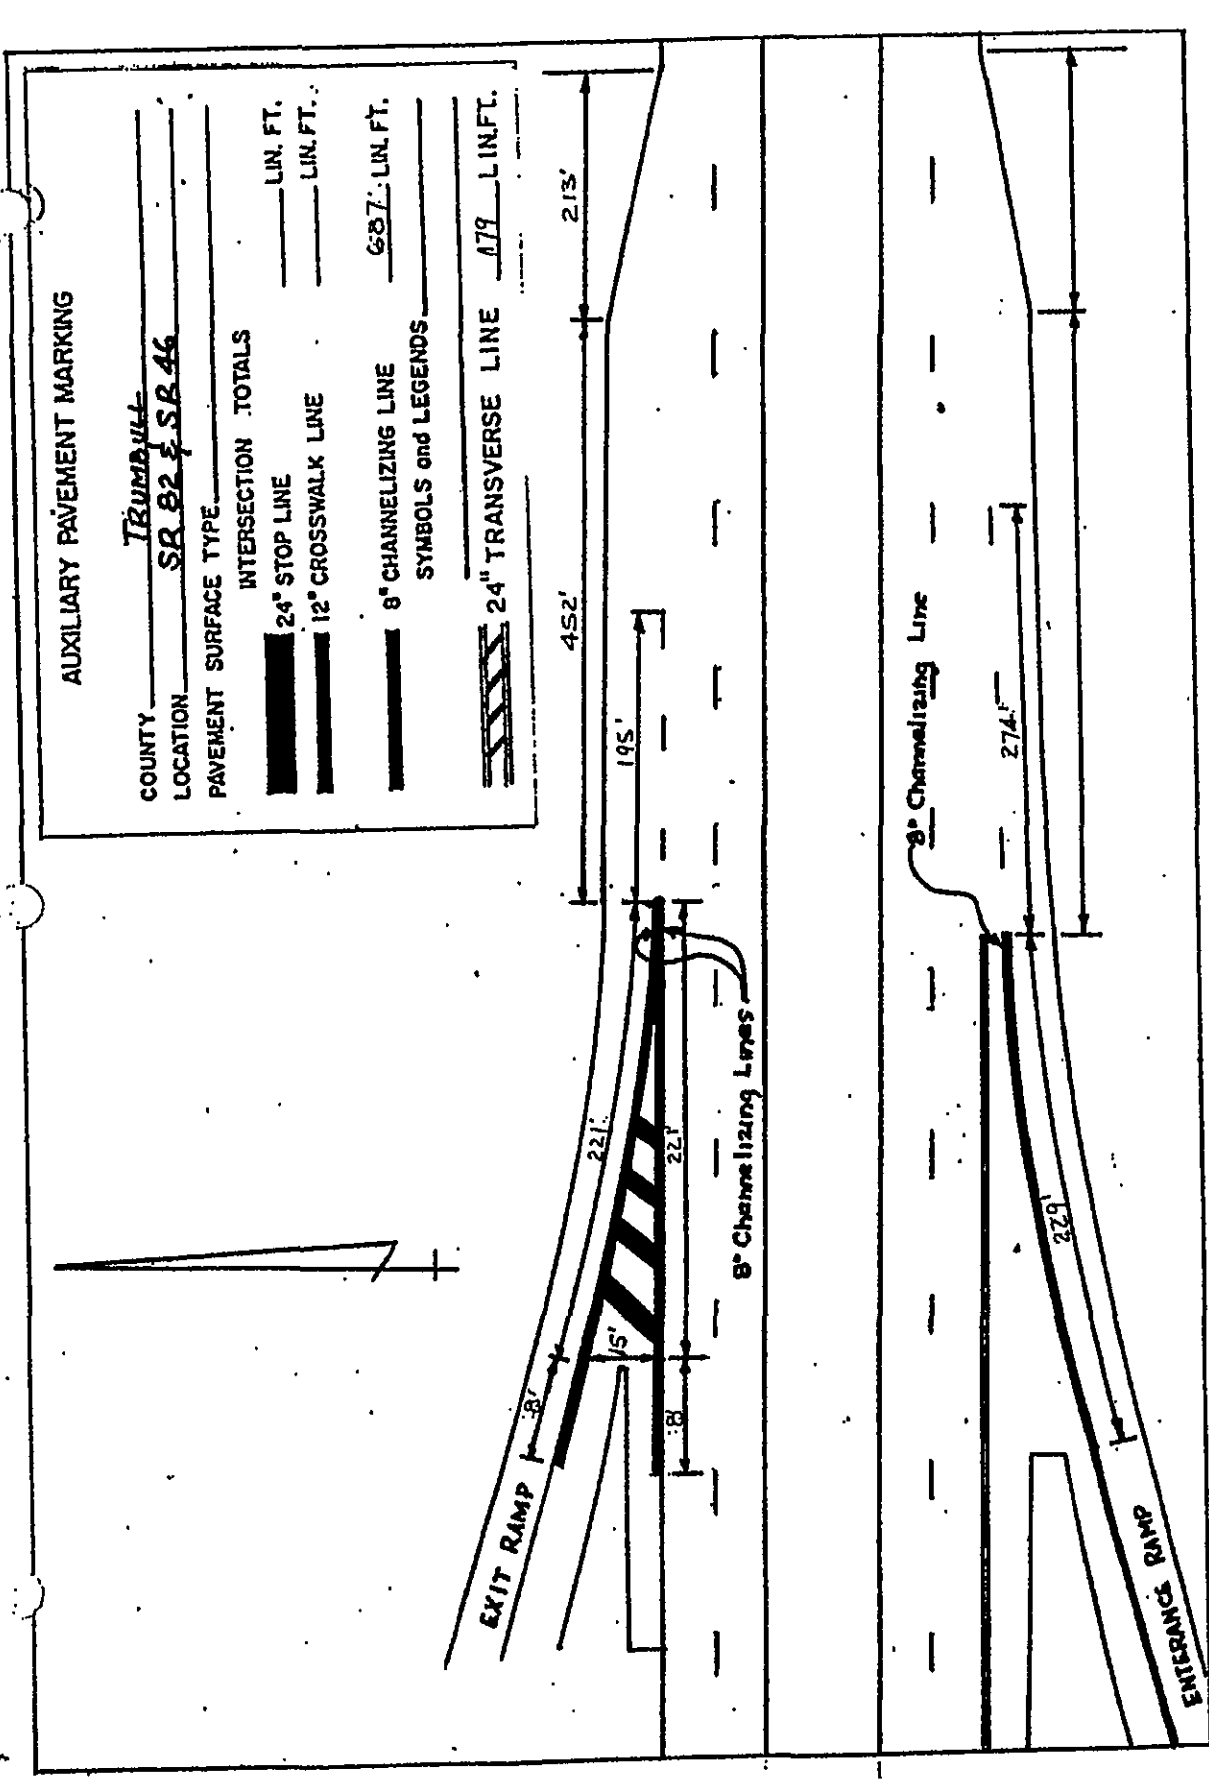 AUXILIARY PAVEMENT MARKING
COUNTY TRUMBULL
LOCATION SR 82 & SR 46
PAVEMENT SURFACE TYPE
INTERSECTION TOTALS
24" STOP LINE LIN. FT.
12" CROSSWALK LINE LIN. FT.
8" CHANNELIZING LINE 687' LIN. FT.
SYMBOLS and LEGENDS
24" TRANSVERSE LINE 179 LIN. FT.
213'
452'
195'
221'
221'
8" Channelizing Lines
15'
8'
8'
EXIT RAMP
8" Channelizing Line
274'
229'
ENTERANCE RAMP